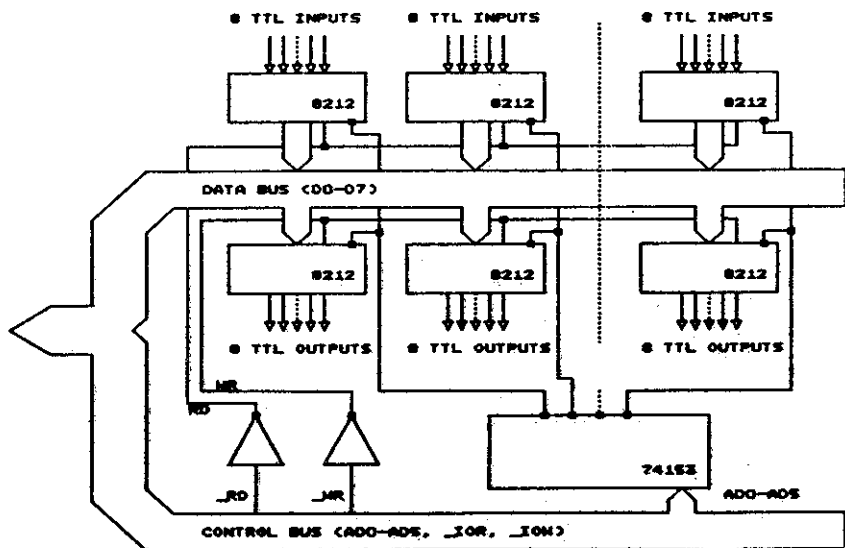 8 TTL INPUTS 8 TTL INPUTS 8 TTL INPUTS
8212 8212 8212
DATA BUS (D0-D7)
8212 8212 8212
8 TTL OUTPUTS 8 TTL OUTPUTS 8 TTL OUTPUTS
WR
RD
74153
_RD _WR AD0-AD5
CONTROL BUS (AD0-AD5, _IOR, _IOW)